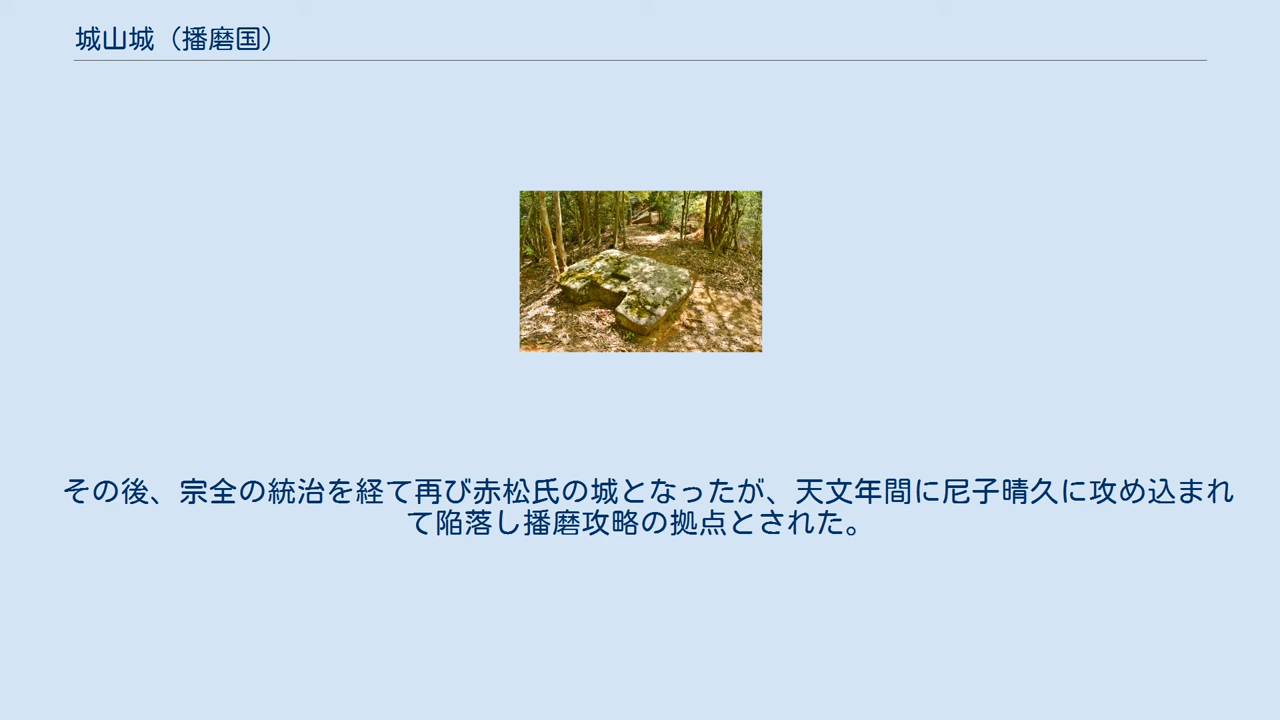 城山城（播磨国）
その後、宗全の統治を経て再び赤松氏の城となったが、天文年間に尼子晴久に攻め込まれ
て陥落し播磨攻略の拠点とされた。